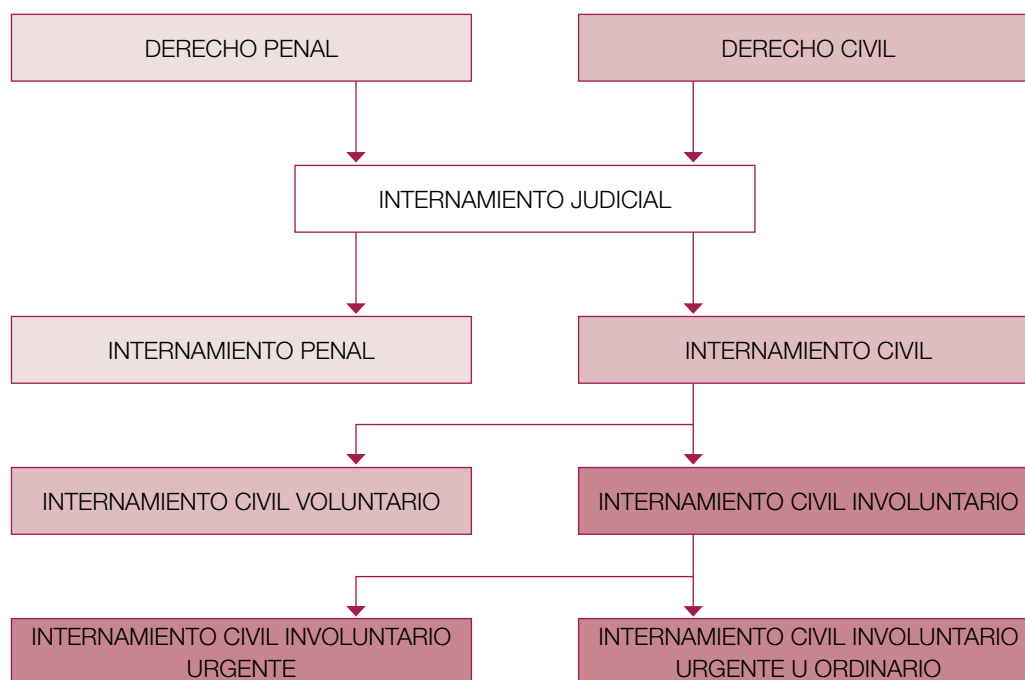 DERECHO PENAL
DERECHO CIVIL
INTERNAMIENTO JUDICIAL
INTERNAMIENTO PENAL
INTERNAMIENTO CIVIL
INTERNAMIENTO CIVIL VOLUNTARIO
INTERNAMIENTO CIVIL INVOLUNTARIO
INTERNAMIENTO CIVIL INVOLUNTARIO
URGENTE
INTERNAMIENTO CIVIL INVOLUNTARIO
URGENTE U ORDINARIO